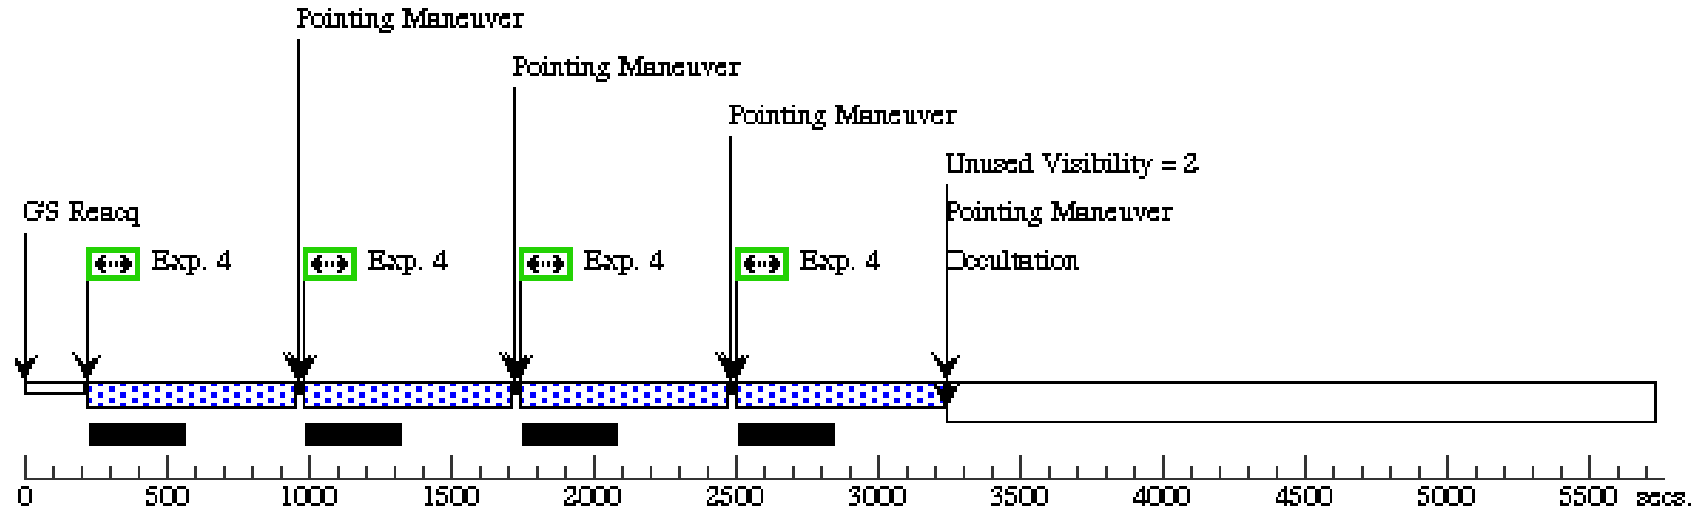 Pointing Maneuver
Pointing Maneuver
Pointing Maneuver
Unused Visibility = 2
GS Reacq
Pointing Maneuver
Exp. 4
Exp. 4
Exp. 4
Exp. 4
Occultation
0 500 1000 1500 2000 2500 3000 3500 4000 4500 5000 5500 secs.